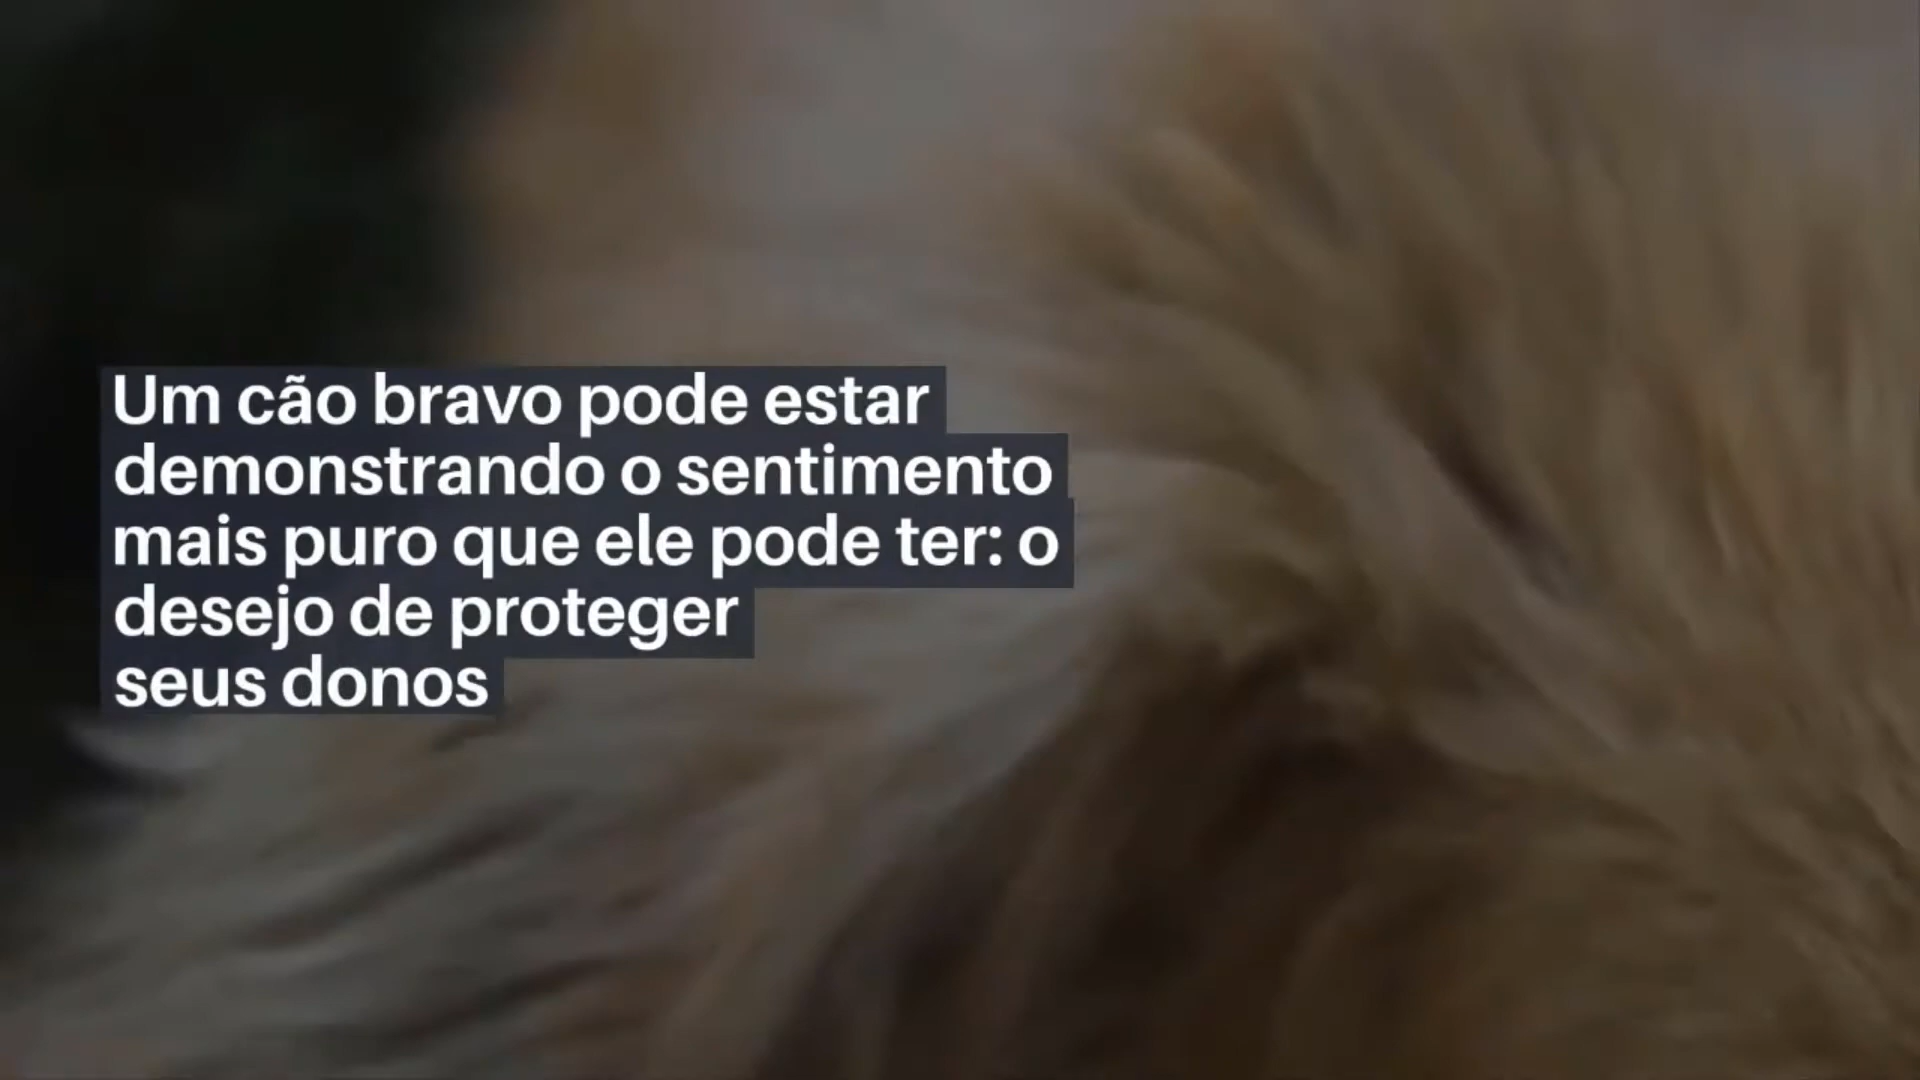 Um cão bravo pode estar
demonstrando o sentimento
mais puro que ele pode ter: o
desejo de proteger
seus donos